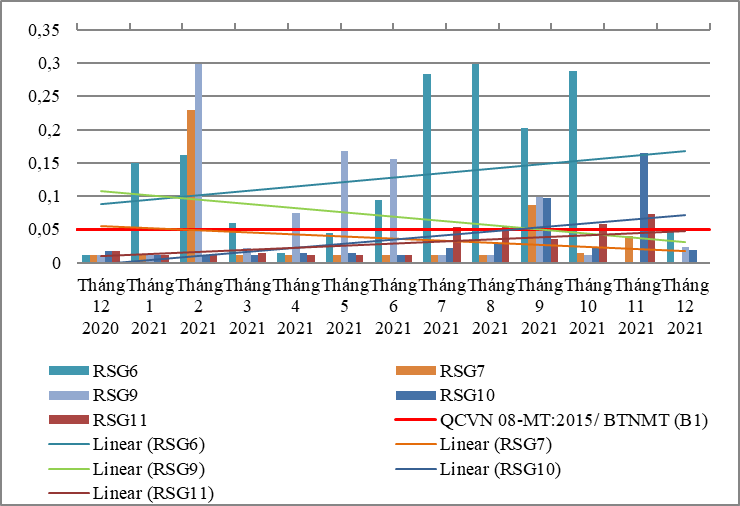 0,35
0,3
0,25
0,2
0,15
0,1
0,05
0
Tháng Tháng Tháng Tháng Tháng Tháng Tháng Tháng Tháng Tháng Tháng Tháng Tháng
12 1 2 3 4 5 6 7 8 9 10 11 12
2020 2021 2021 2021 2021 2021 2021 2021 2021 2021 2021 2021 2021
RSG6 RSG7
RSG9 RSG10
RSG11 QCVN 08-MT:2015/ BTNMT (B1)
Linear (RSG6) Linear (RSG7)
Linear (RSG9) Linear (RSG10)
Linear (RSG11)